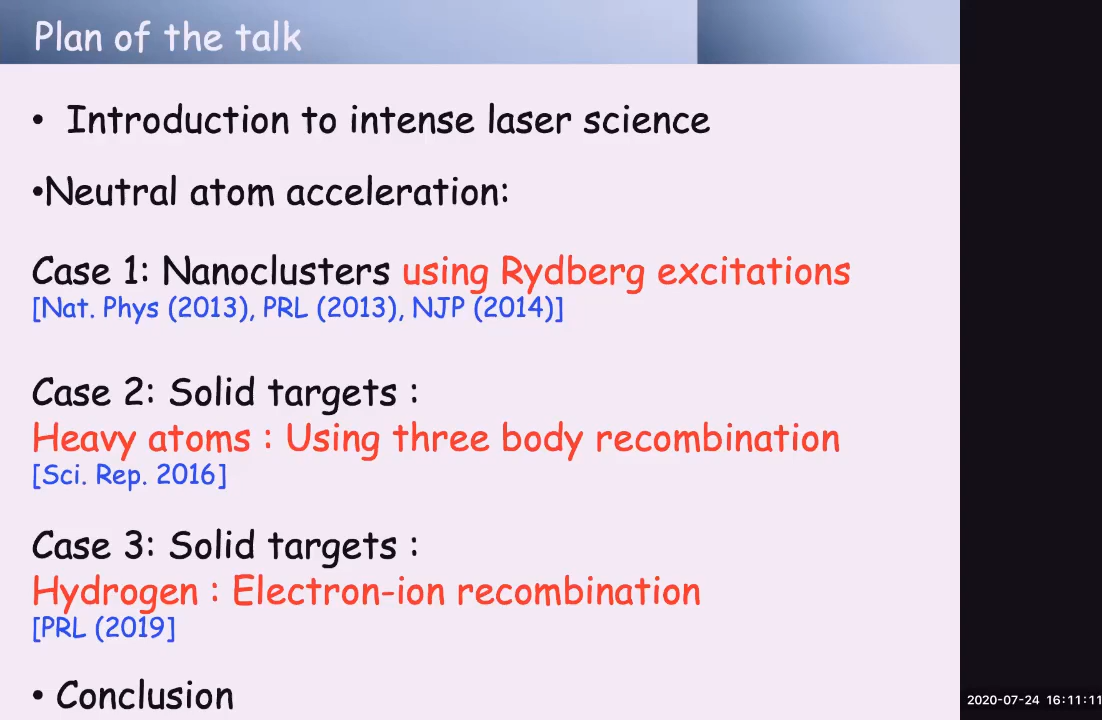 Plan of the talk
• Introduction to intense laser science
•Neutral atom acceleration:
Case 1: Nanoclusters using Rydberg excitations
[Nat. Phys (2013), PRL (2013), NJP (2014)]
Case 2: Solid targets :
Heavy atoms : Using three body recombination
[Sci. Rep. 2016]
Case 3: Solid targets :
Hydrogen : Electron-ion recombination
[PRL (2019]
• Conclusion
2020-07-24 16:11:11